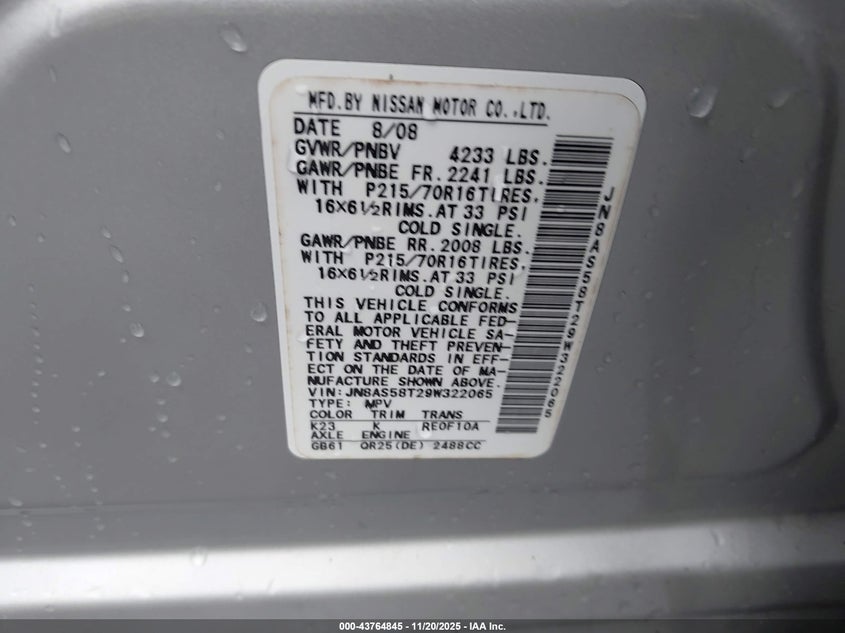 MFD.BY NISSAN MOTOR CO.,LTD.
DATE 8/08
GVWR/PNBV 4233 LBS.
GAWR/PNBE FR. 2241 LBS.
WITH P215/70R16TIRES,
16X6½RIMS.AT 33 PSI
COLD SINGLE.
GAWR/PNBE RR. 2008 LBS.
WITH P215/70R16TIRES,
16X6½RIMS.AT 33 PSI
COLD SINGLE.
THIS VEHICLE CONFORMS
TO ALL APPLICABLE FED-
ERAL MOTOR VEHICLE SA-
FETY AND THEFT PREVEN-
TION STANDARDS IN EFF-
ECT ON THE DATE OF MA-
NUFACTURE SHOWN ABOVE.
VIN:JN8AS58T29W322065
TYPE: MPV
COLOR TRIM TRANS
K23 K RE0F10A
AXLE ENGINE
GB61 QR25(DE) 2488CC
JN8AS58T29W322065
000-43764845 - 11/20/2025 - IAA Inc.